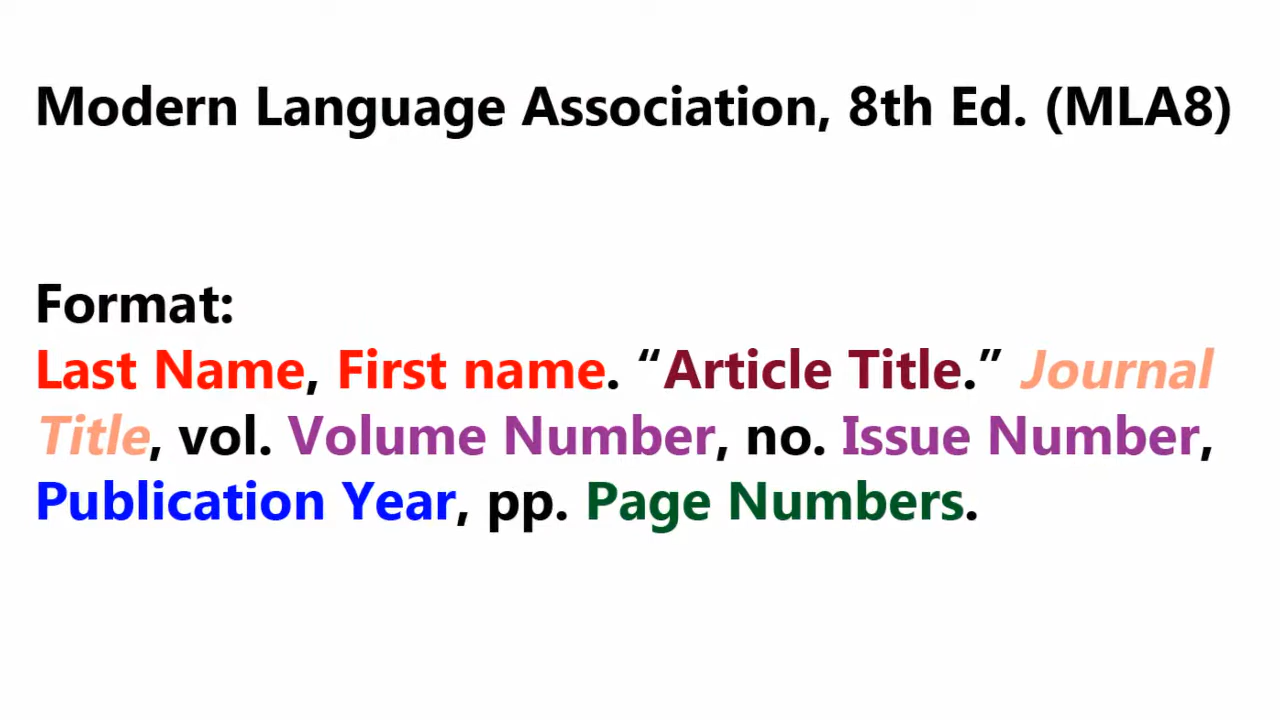 Modern Language Association, 8th Ed. (MLA8)
Format:
Last Name, First name. “Article Title.” Journal
Title, vol. Volume Number, no. Issue Number,
Publication Year, pp. Page Numbers.